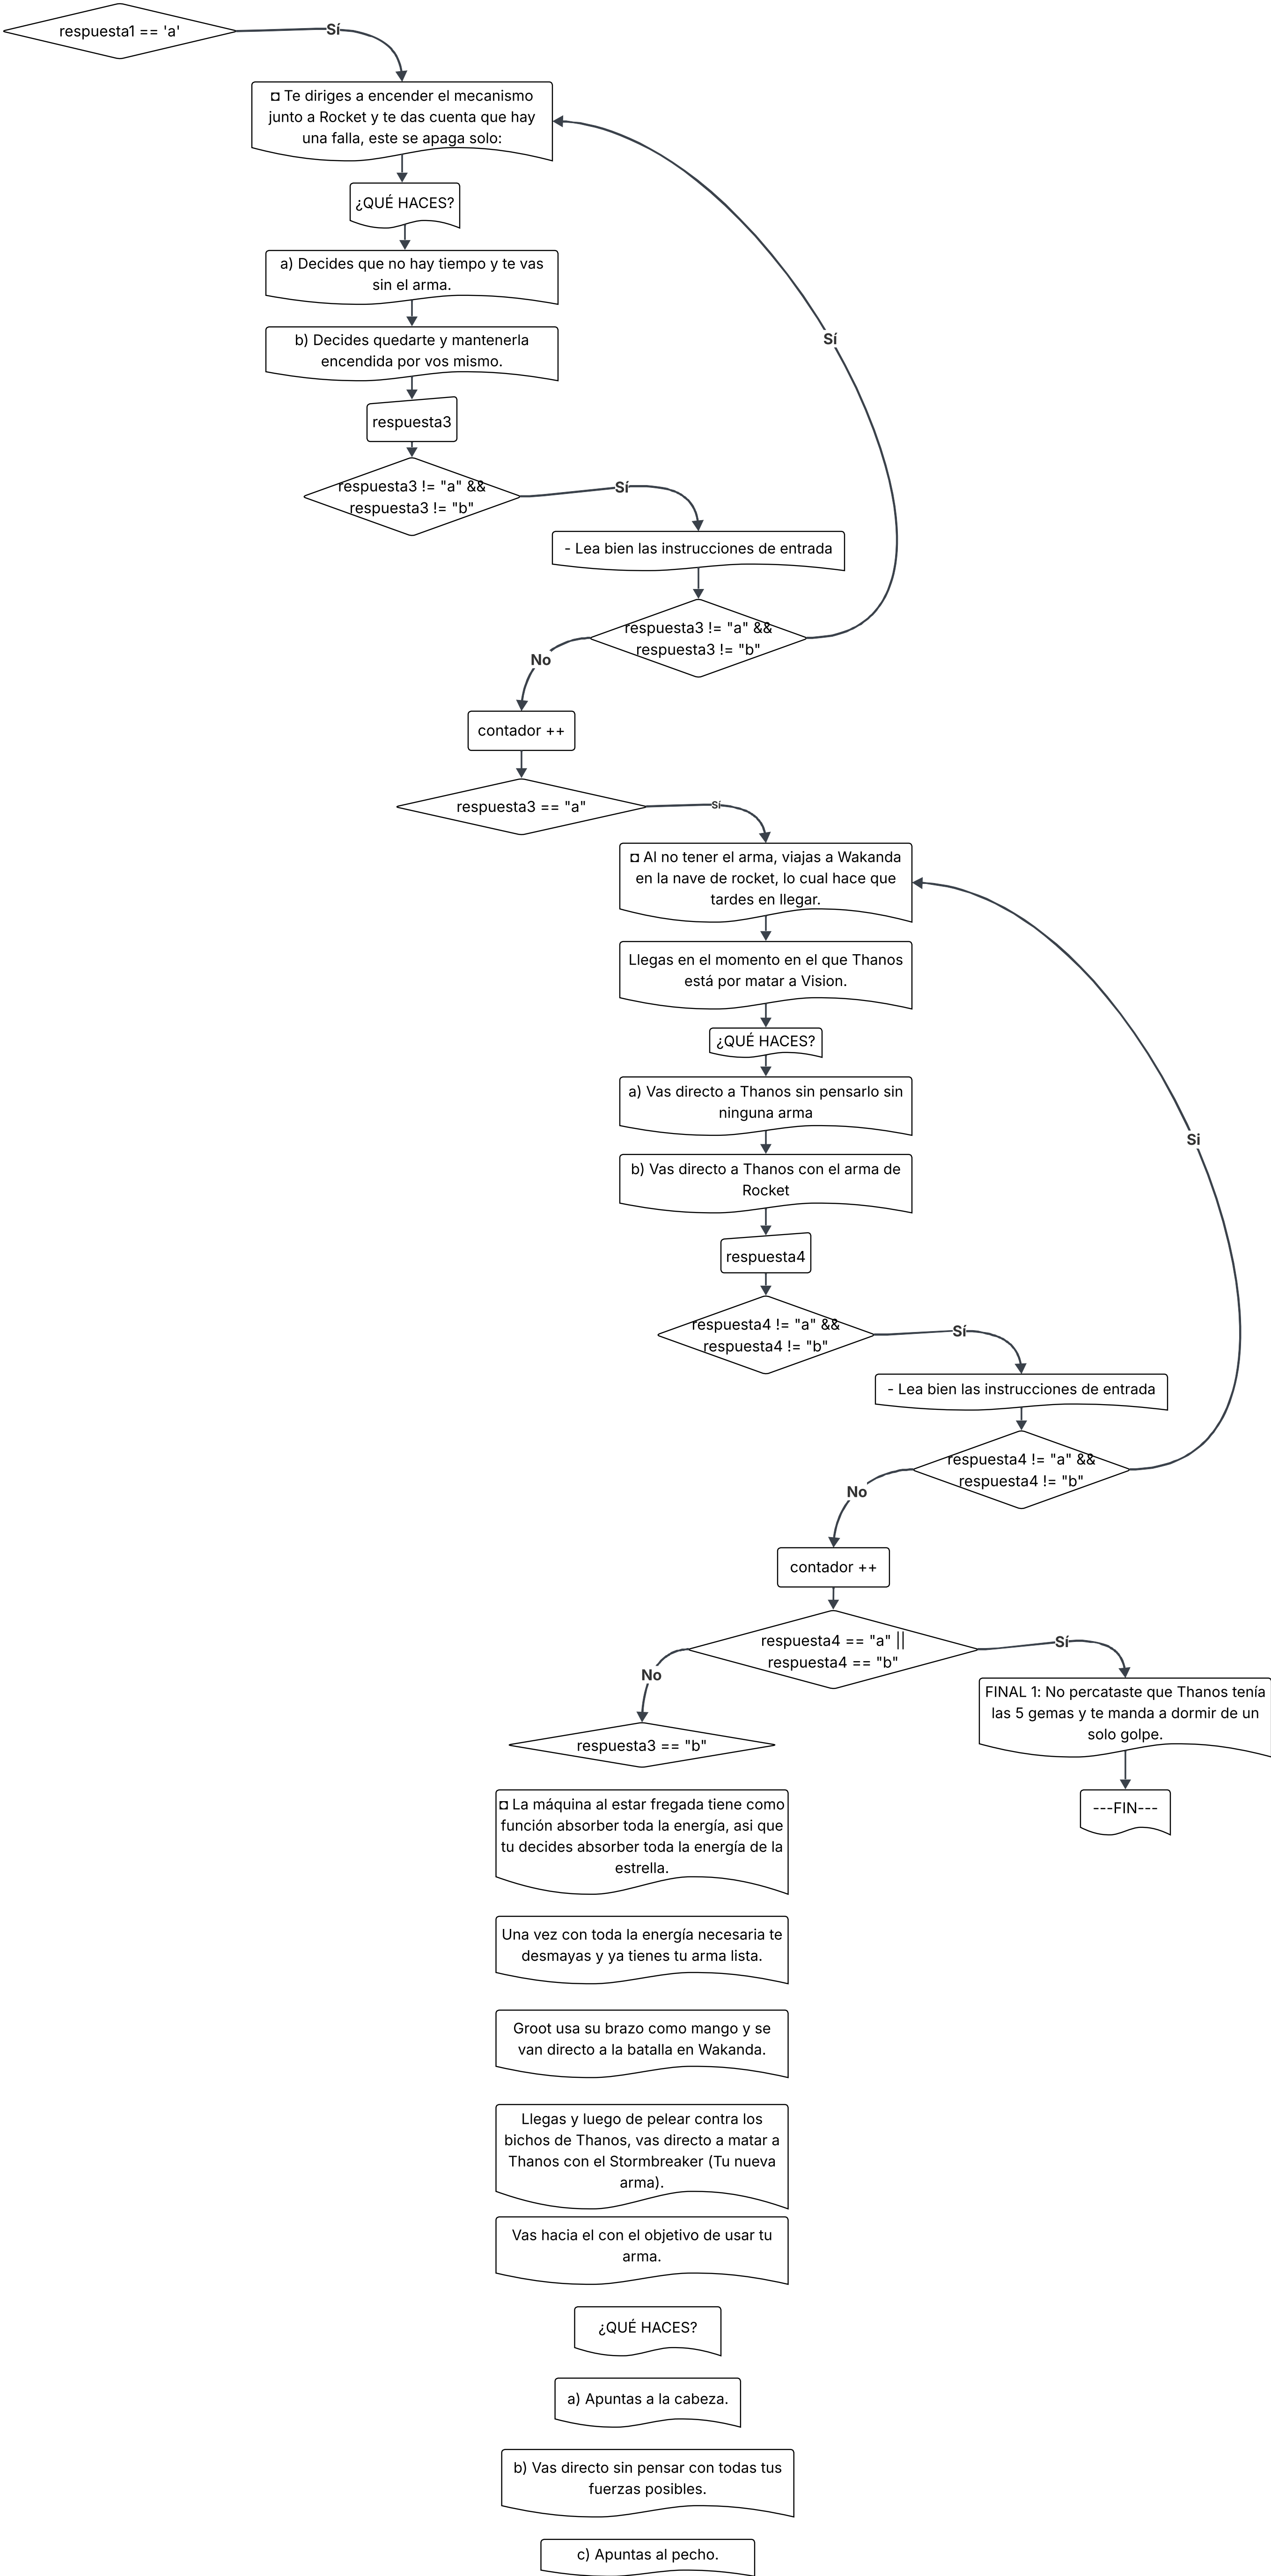 respuesta1 == 'a'
Sí
◘ Te diriges a encender el mecanismo
junto a Rocket y te das cuenta que hay
una falla, este se apaga solo:
¿QUÉ HACES?
a) Decides que no hay tiempo y te vas
sin el arma.
b) Decides quedarte y mantenerla
encendida por vos mismo.
Sí
respuesta3
respuesta3 != "a" &&
respuesta3 != "b"
Sí
- Lea bien las instrucciones de entrada
respuesta3 != "a" &&
respuesta3 != "b"
No
contador ++
respuesta3 == "a"
Sí
◘ Al no tener el arma, viajas a Wakanda
en la nave de rocket, lo cual hace que
tardes en llegar.
Llegas en el momento en el que Thanos
está por matar a Vision.
¿QUÉ HACES?
a) Vas directo a Thanos sin pensarlo sin
ninguna arma
Si
b) Vas directo a Thanos con el arma de
Rocket
respuesta4
respuesta4 != "a" &&
respuesta4 != "b"
Sí
- Lea bien las instrucciones de entrada
respuesta4 != "a" &&
respuesta4 != "b"
No
contador ++
respuesta4 == "a" ||
respuesta4 == "b"
Sí
No
FINAL 1: No percataste que Thanos tenía
las 5 gemas y te manda a dormir de un
solo golpe.
---FIN---
respuesta3 == "b"
◘ La máquina al estar fregada tiene como
función absorber toda la energía, asi que
tu decides absorber toda la energía de la
estrella.
Una vez con toda la energía necesaria te
desmayas y ya tienes tu arma lista.
Groot usa su brazo como mango y se
van directo a la batalla en Wakanda.
Llegas y luego de pelear contra los
bichos de Thanos, vas directo a matar a
Thanos con el Stormbreaker (Tu nueva
arma).
Vas hacia el con el objetivo de usar tu
arma.
¿QUÉ HACES?
a) Apuntas a la cabeza.
b) Vas directo sin pensar con todas tus
fuerzas posibles.
c) Apuntas al pecho.